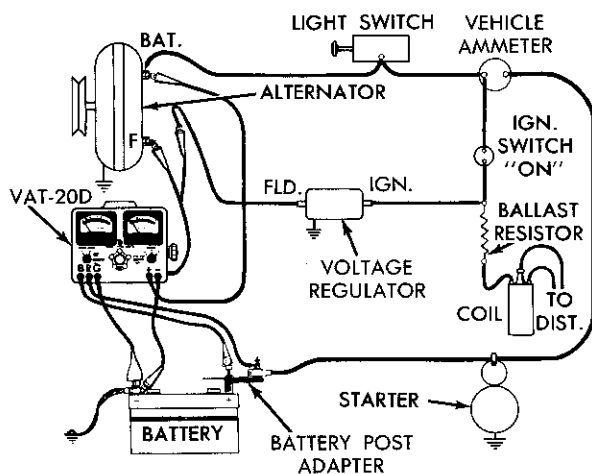 LIGHT SWITCH
VEHICLE
AMMETER
BAT.
ALTERNATOR
F
IGN.
SWITCH
"ON"
VAT-20D
FLD.
IGN.
BALLAST
RESISTOR
VOLTAGE
REGULATOR
B R G
+ -
COIL
TO
DIST.
STARTER
BATTERY
BATTERY POST
ADAPTER